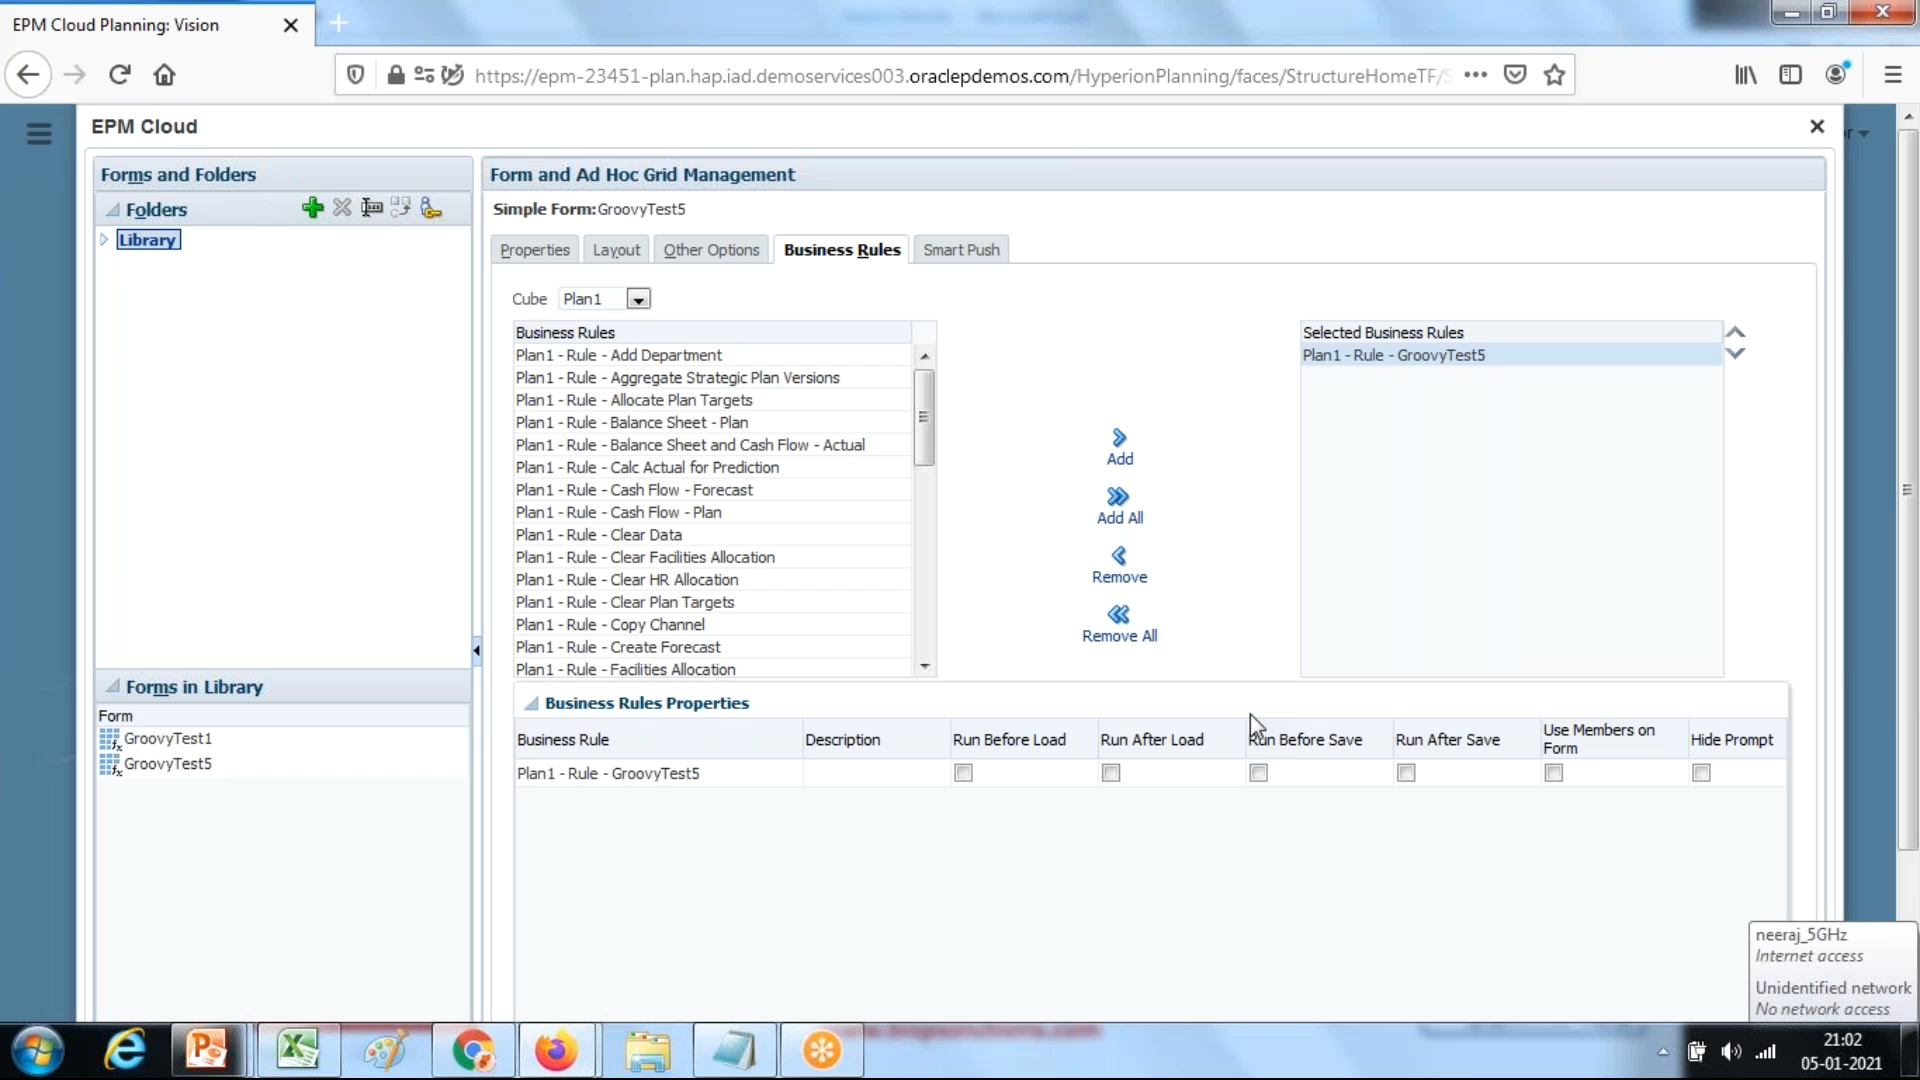 EPM Cloud Planning: Vision
https://epm-23451-plan.hap.iad.demoservices003.oraclepdemos.com/HyperionPlanning/faces/StructureHomeTF/S
EPM Cloud
Forms and Folders
Folders
Library
Forms in Library
Form
GroovyTest1
GroovyTest5
Form and Ad Hoc Grid Management
Simple Form:GroovyTest5
Properties
Layout
Other Options
Business Rules
Smart Push
Cube
Plan1
Business Rules
Plan1 - Rule - Add Department
Plan1 - Rule - Aggregate Strategic Plan Versions
Plan1 - Rule - Allocate Plan Targets
Plan1 - Rule - Balance Sheet - Plan
Plan1 - Rule - Balance Sheet and Cash Flow - Actual
Plan1 - Rule - Calc Actual for Prediction
Plan1 - Rule - Cash Flow - Forecast
Plan1 - Rule - Cash Flow - Plan
Plan1 - Rule - Clear Data
Plan1 - Rule - Clear Facilities Allocation
Plan1 - Rule - Clear HR Allocation
Plan1 - Rule - Clear Plan Targets
Plan1 - Rule - Copy Channel
Plan1 - Rule - Create Forecast
Plan1 - Rule - Facilities Allocation
Add
Add All
Remove
Remove All
Selected Business Rules
Plan1 - Rule - GroovyTest5
Business Rules Properties
Business Rule
Description
Run Before Load
Run After Load
Run Before Save
Run After Save
Use Members on
Form
Hide Prompt
Plan1 - Rule - GroovyTest5
neeraj_5GHz
Internet access
Unidentified network
No network access
21:02
05-01-2021